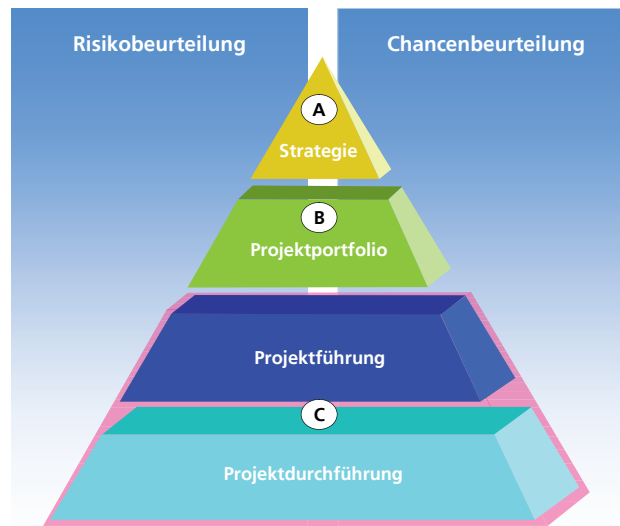 Risikobeurteilung
Chancenbeurteilung
A
Strategie
B
Projektportfolio
Projektführung
C
Projektdurchführung